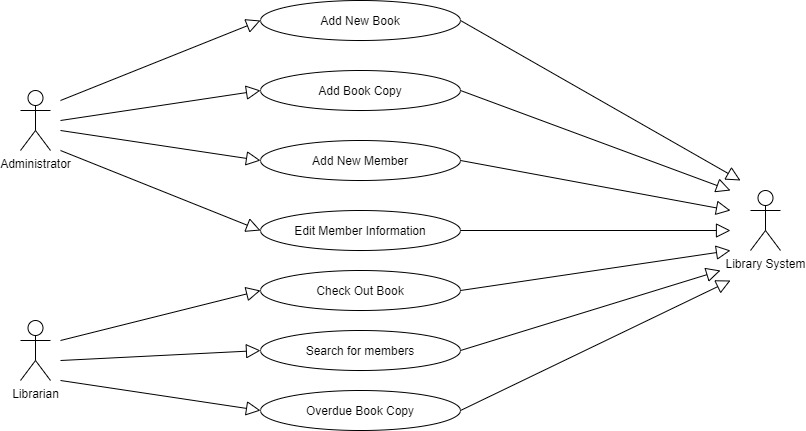 Add New Book
Add Book Copy
Administrator
Add New Member
Edit Member Information
Library System
Check Out Book
Search for members
Librarian
Overdue Book Copy